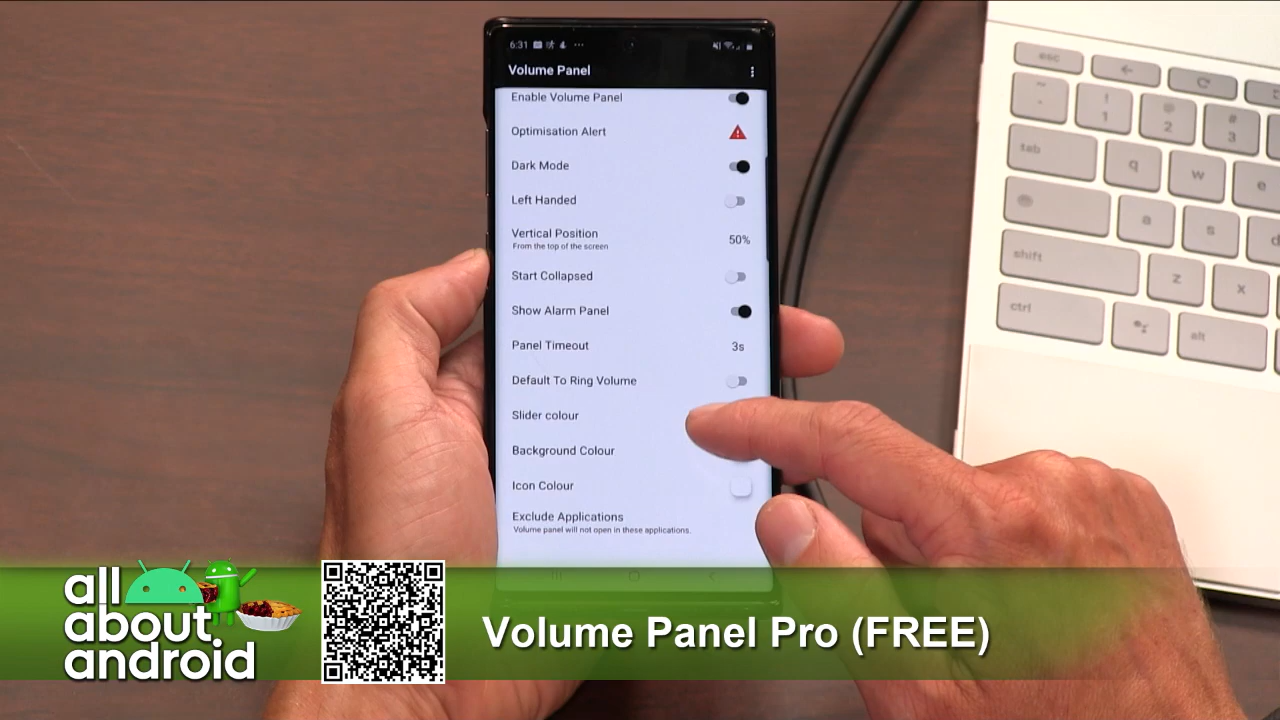 6:31
Volume Panel
Enable Volume Panel
Optimisation Alert
Dark Mode
Left Handed
Vertical Position
From the top of the screen
50%
Start Collapsed
Show Alarm Panel
Panel Timeout
3s
Default To Ring Volume
Slider colour
Background Colour
Icon Colour
Exclude Applications
Volume panel will not open in these applications.
esc
~
!
1
@
2
#
3
tab
q
w
e
a
s
d
shift
z
x
ctrl
alt
all
about
android
Volume Panel Pro (FREE)